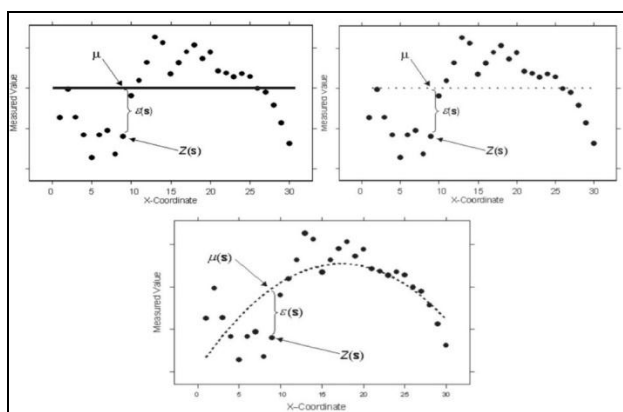 Measured Value
μ
ε(s)
Z(s)
0 5 10 15 20 25 30
X-Coordinate
Measured Value
μ
ε(s)
Z(s)
0 5 10 15 20 25 30
X-Coordinate
Measured Value
μ(s)
ε(s)
Z(s)
0 5 10 15 20 25 30
X-Coordinate